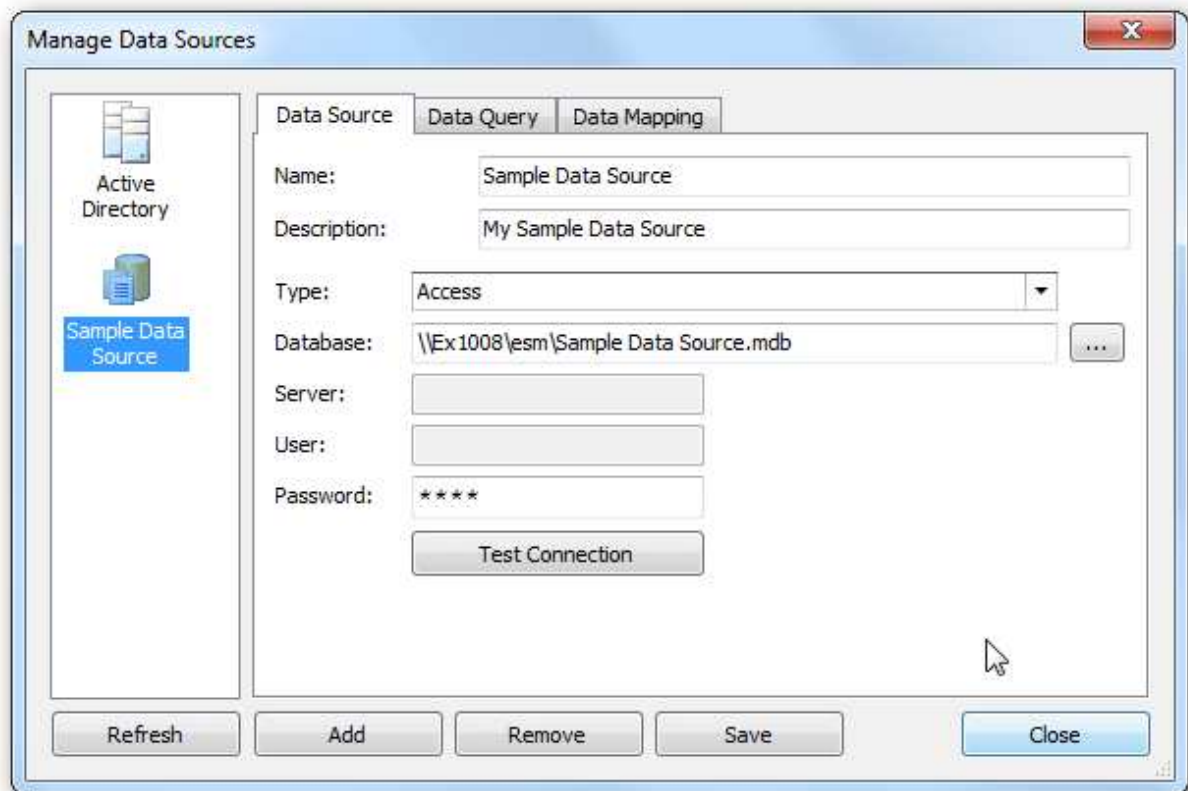 Manage Data Sources
X
Active
Directory
Sample Data
Source
Data Source Data Query Data Mapping
Name: Sample Data Source
Description: My Sample Data Source
Type: Access
Database: \\Ex1008\esm\Sample Data Source.mdb ...
Server:
User:
Password: ****
Test Connection
Refresh Add Remove Save Close